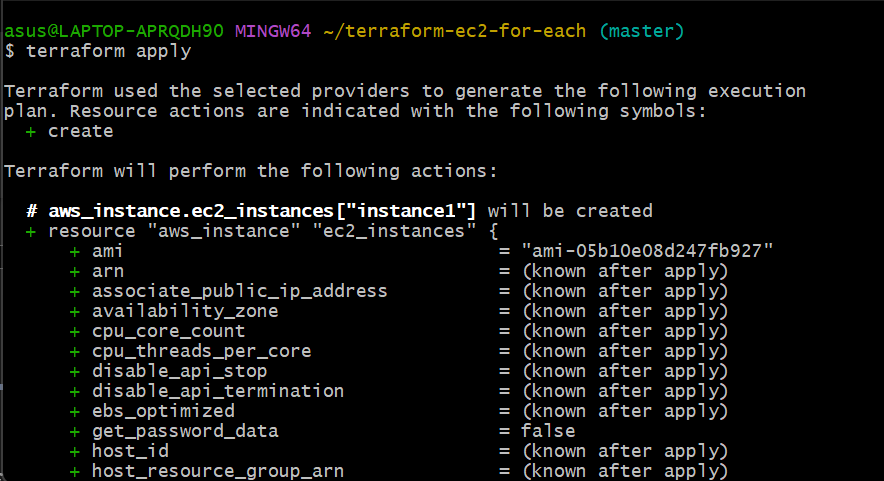 asus@LAPTOP-APRQDH90 MINGW64 ~/terraform-ec2-for-each (master)
$ terraform apply
Terraform used the selected providers to generate the following execution
plan. Resource actions are indicated with the following symbols:
+ create
Terraform will perform the following actions:
# aws_instance.ec2_instances["instance1"] will be created
+ resource "aws_instance" "ec2_instances" {
+ ami = "ami-05b10e08d247fb927"
+ arn = (known after apply)
+ associate_public_ip_address = (known after apply)
+ availability_zone = (known after apply)
+ cpu_core_count = (known after apply)
+ cpu_threads_per_core = (known after apply)
+ disable_api_stop = (known after apply)
+ disable_api_termination = (known after apply)
+ ebs_optimized = (known after apply)
+ get_password_data = false
+ host_id = (known after apply)
+ host_resource_group_arn = (known after apply)